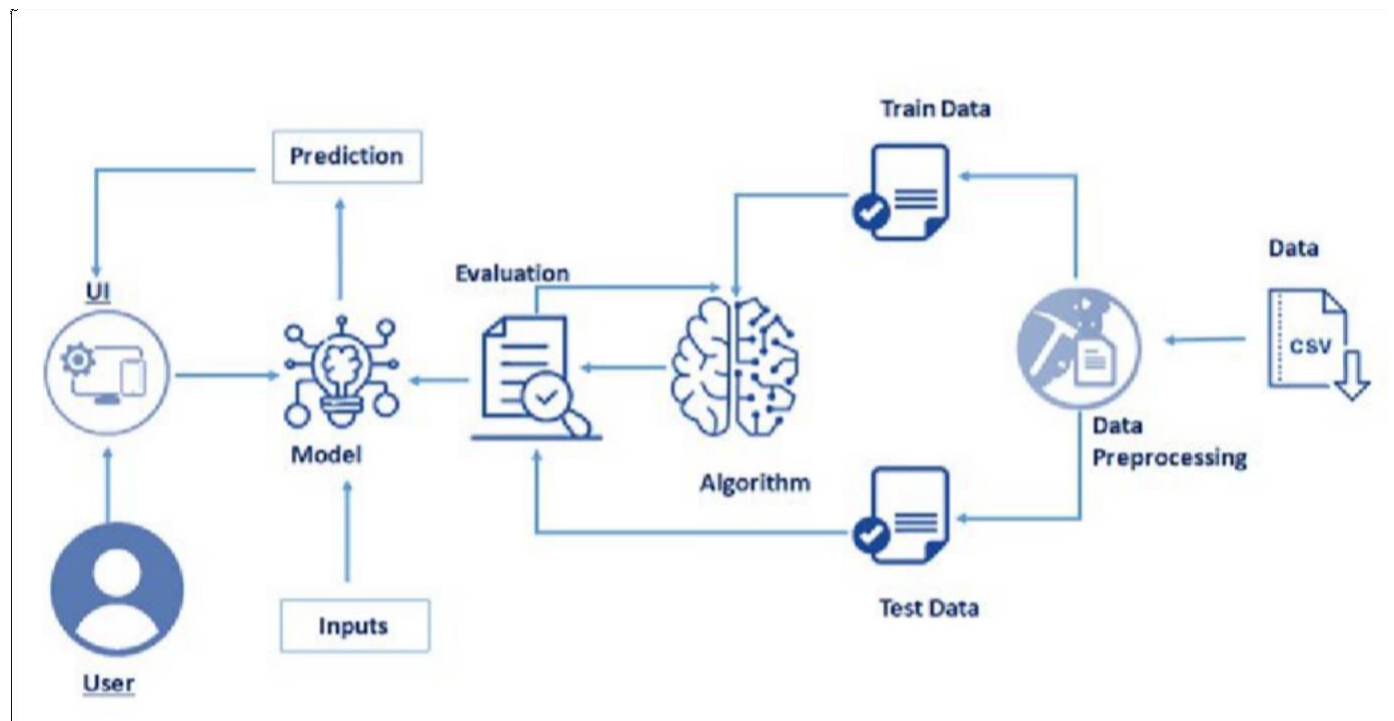 Train Data
Prediction
Data
Evaluation
UI
CSV
Data
Preprocessing
Model
Algorithm
Test Data
Inputs
User